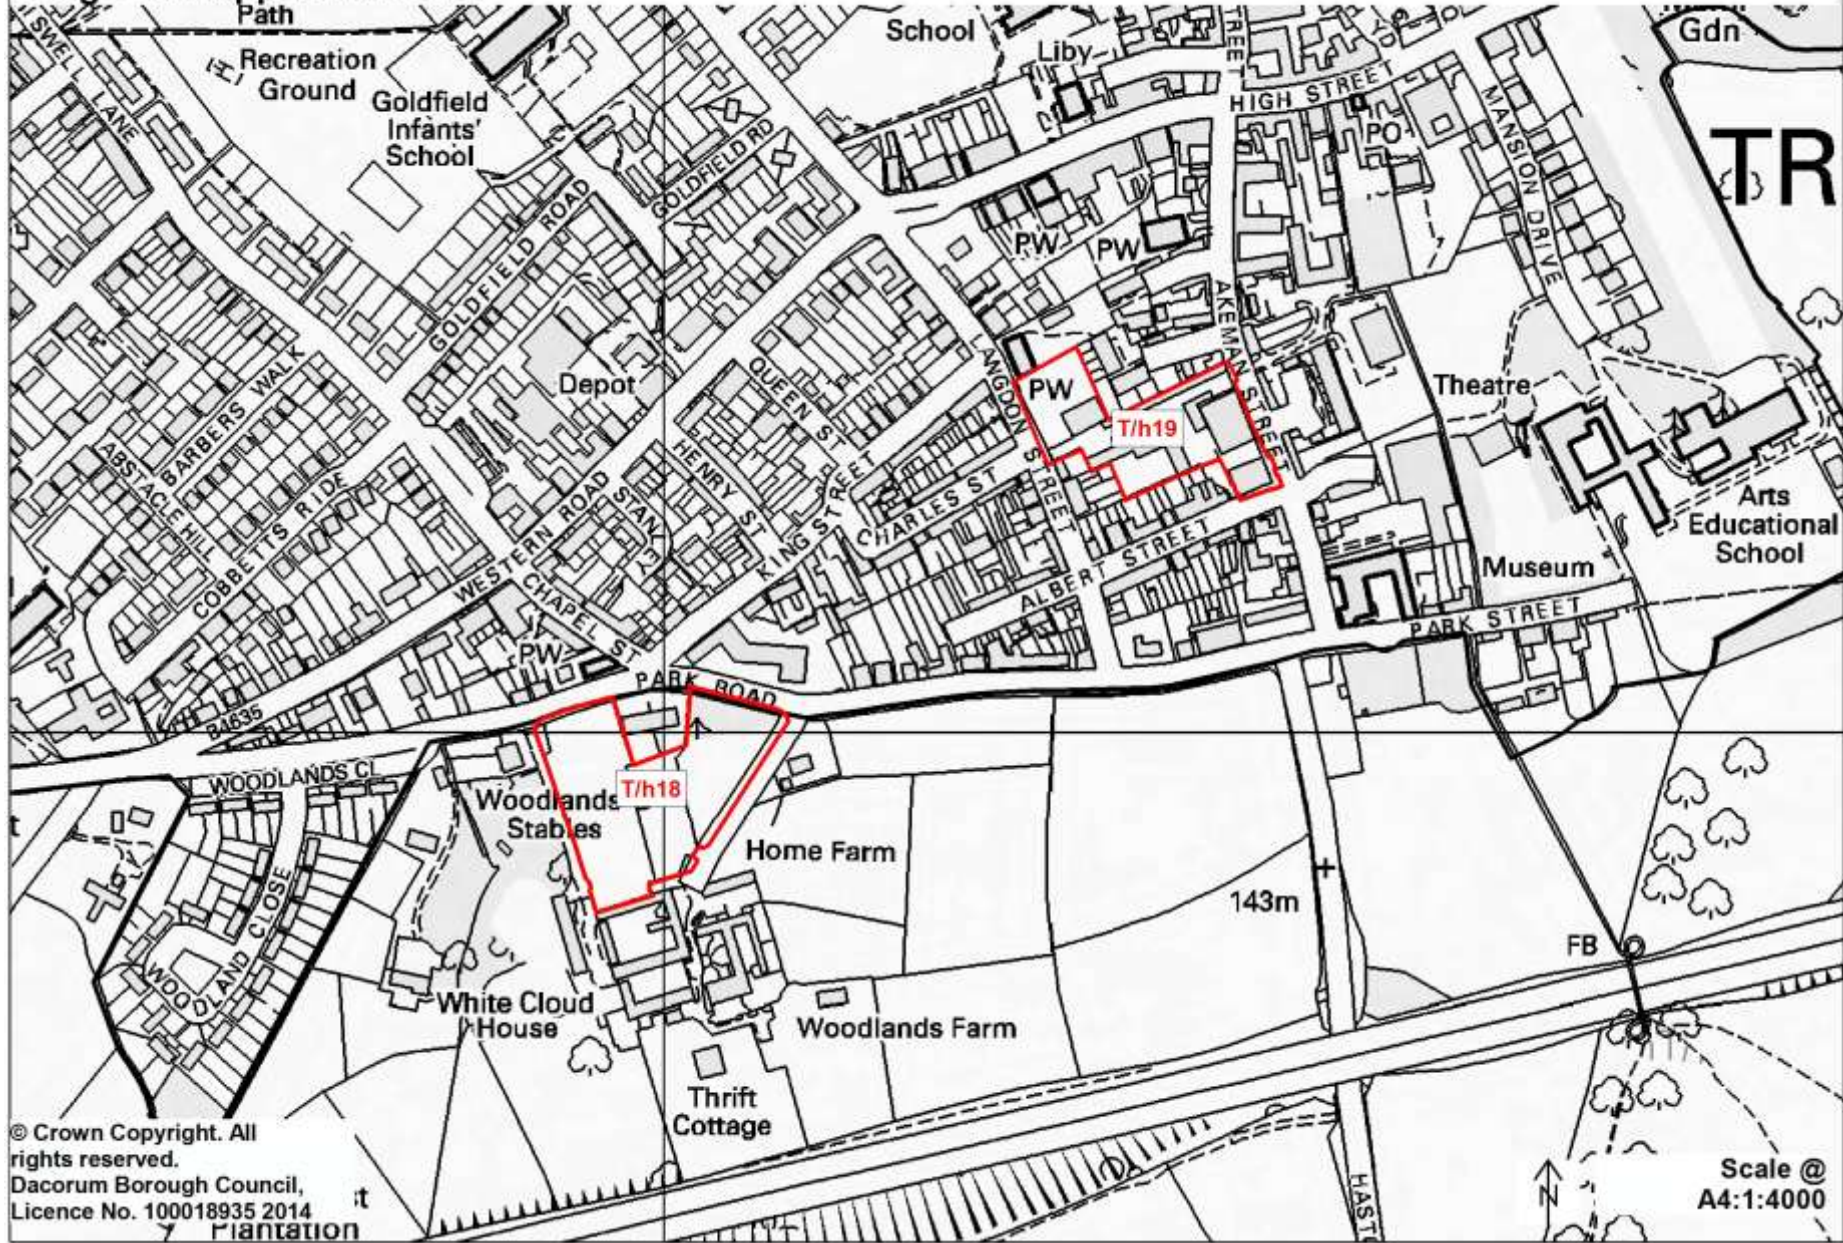 Path
Recreation
Ground
Goldfield
Infants'
School
School
Liby
Gdn
TR
SWELL LANE
GOLDFIELD RD
GOLDFIELD ROAD
HIGH STREET
PO
MANSION DRIVE
PW
PW
AKEMAN STREET
BARBERS WALK
Depot
QUEEN ST
LANGDON STREET
PW
T/h19
Theatre
ABSTACLE HILL
COBBETTS RIDE
HENRY ST
KING STREET
CHARLES ST
WESTERN ROAD
STANLEY
Arts
Educational
School
CHAPEL ST
ALBERT STREET
Museum
PARK STREET
PW
PARK ROAD
B4635
WOODLANDS CL
Woodlands
Stables
T/h18
Home Farm
143m
WOODLAND CLOSE
FB
White Cloud
House
Woodlands Farm
Thrift
Cottage
© Crown Copyright. All
rights reserved.
Dacorum Borough Council,
Licence No. 100018935 2014
Plantation
HASTO
N
Scale @
A4:1:4000